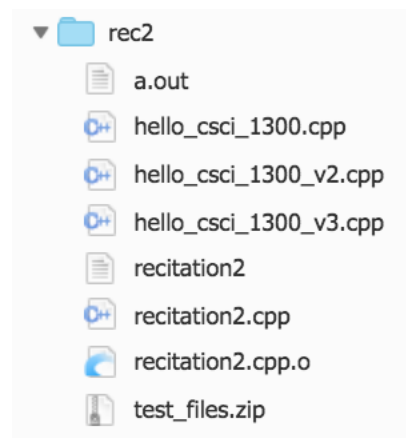 rec2
a.out
hello_csci_1300.cpp
hello_csci_1300_v2.cpp
hello_csci_1300_v3.cpp
recitation2
recitation2.cpp
recitation2.cpp.o
test_files.zip